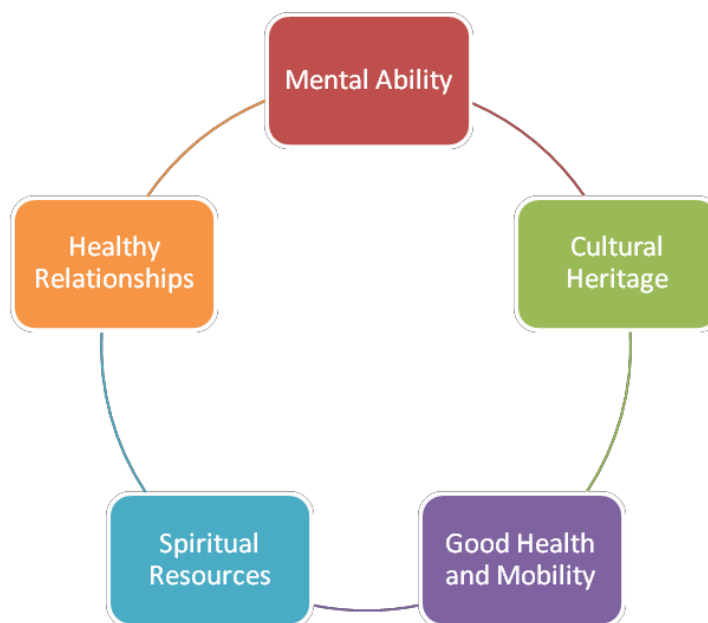 Mental Ability
Healthy
Relationships
Cultural
Heritage
Spiritual
Resources
Good Health
and Mobility